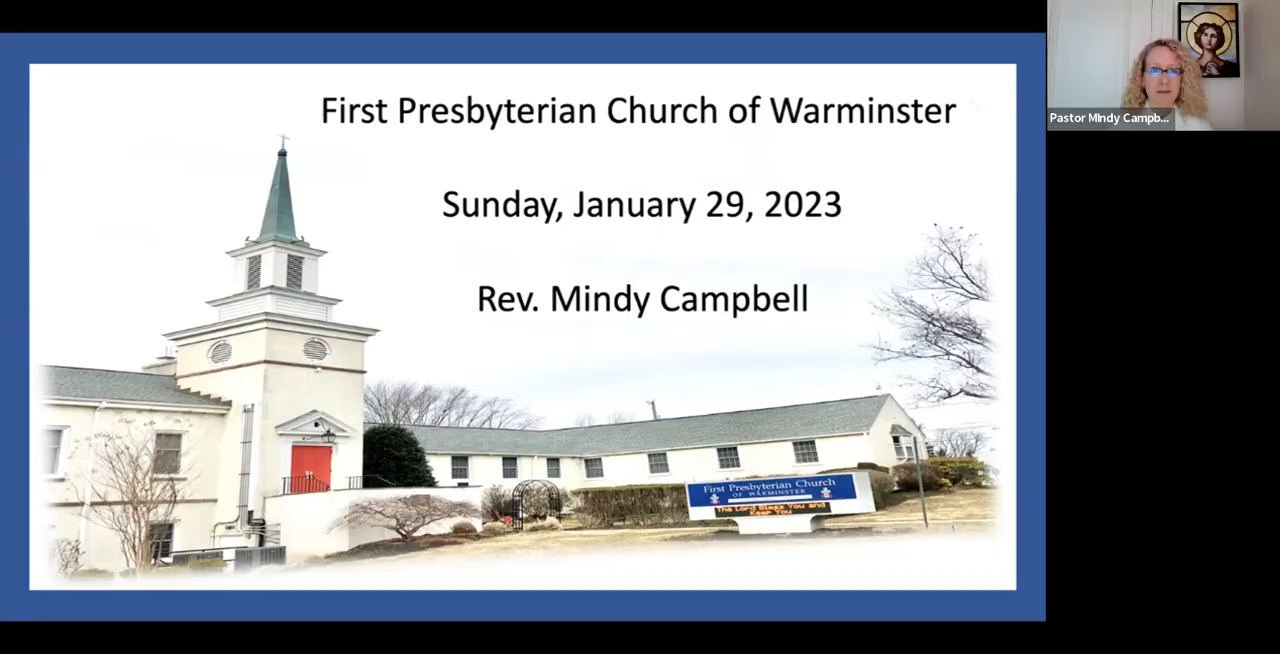 First Presbyterian Church of Warminster
Sunday, January 29, 2023
Rev. Mindy Campbell
Pastor Mindy Campb...
First Presbyterian Church
OF WARMINSTER
The Lord Bless You and
Keep You